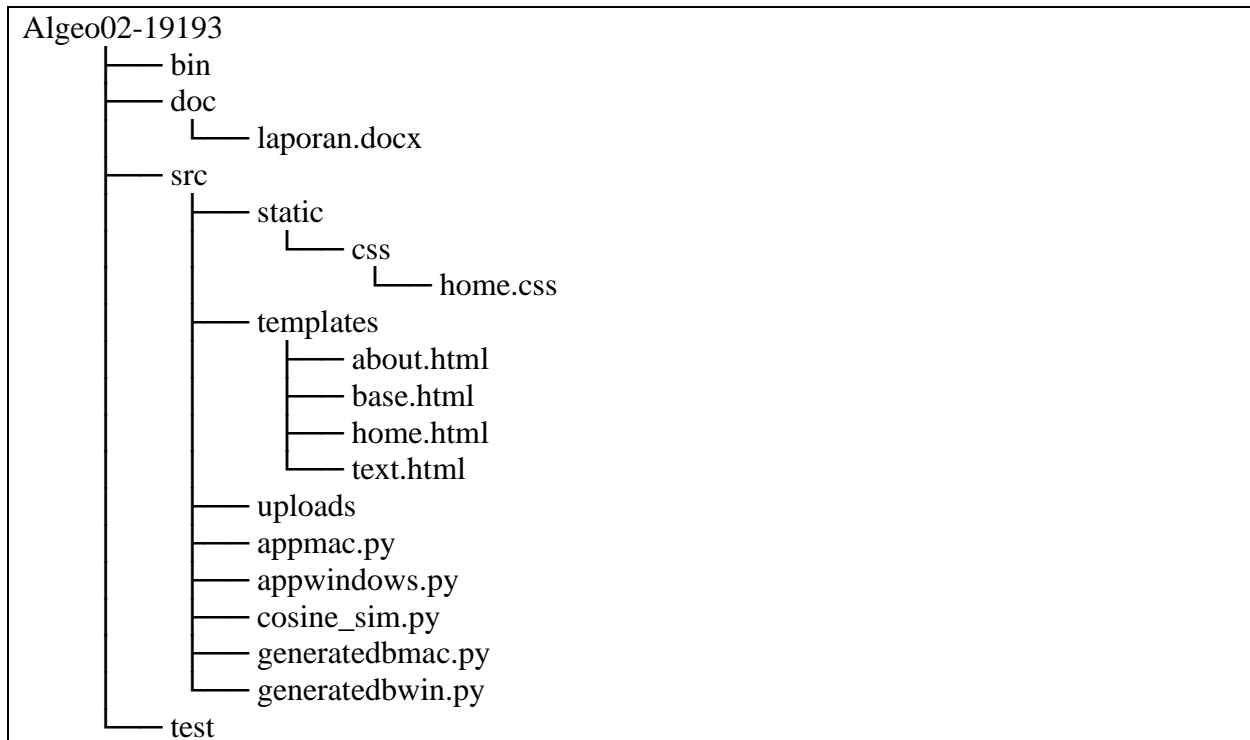 Algeo02-19193
bin
doc
laporan.docx
src
static
css
home.css
templates
about.html
base.html
home.html
text.html
uploads
appmac.py
appwindows.py
cosine_sim.py
generatedbmac.py
generatedbwin.py
test